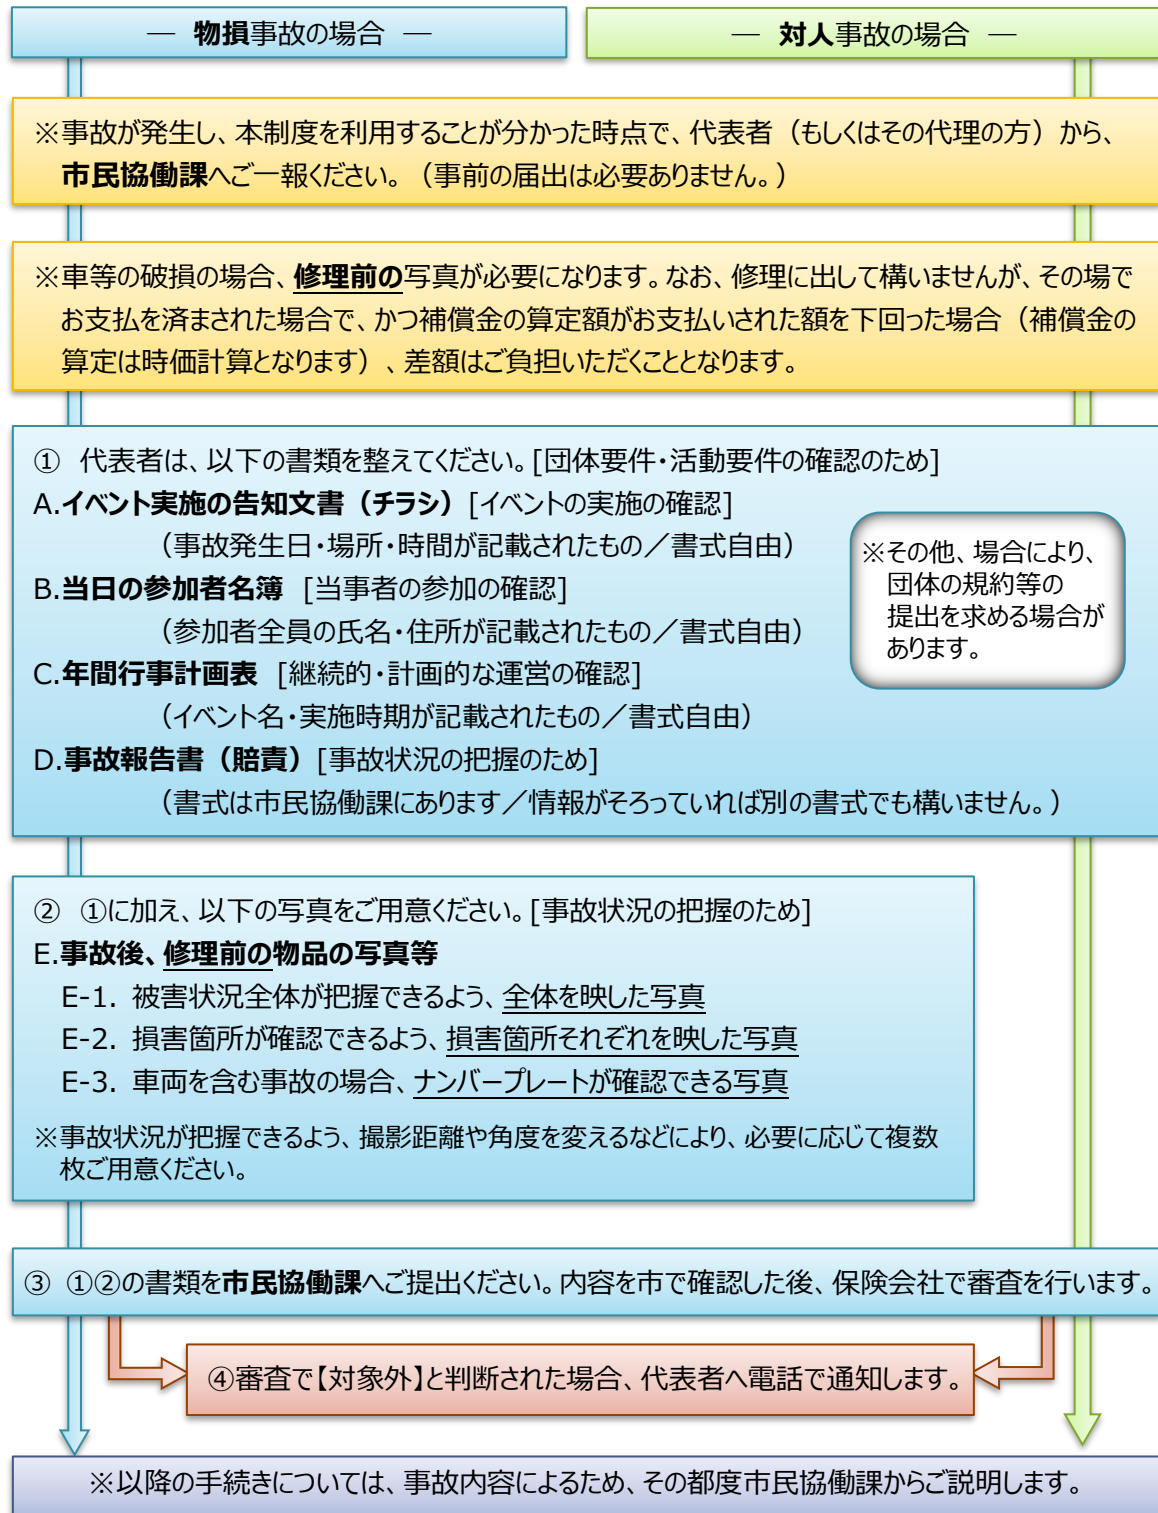 ― 物損事故の場合 ―
― 対人事故の場合 ―
※事故が発生し、本制度を利用することが分かった時点で、代表者（もしくはその代理の方）から、
市民協働課へご一報ください。（事前の届出は必要ありません。）
※車等の破損の場合、修理前の写真が必要になります。なお、修理に出して構いませんが、その場で
お支払を済まされた場合で、かつ補償金の算定額がお支払いされた額を下回った場合（補償金の
算定は時価計算となります）、差額はご負担いただくこととなります。
① 代表者は、以下の書類を整えてください。[団体要件・活動要件の確認のため]
A.イベント実施の告知文書（チラシ）[イベントの実施の確認]
（事故発生日・場所・時間が記載されたもの／書式自由）
B.当日の参加者名簿 [当事者の参加の確認]
（参加者全員の氏名・住所が記載されたもの／書式自由）
C.年間行事計画表 [継続的・計画的な運営の確認]
（イベント名・実施時期が記載されたもの／書式自由）
D.事故報告書（賠責）[事故状況の把握のため]
（書式は市民協働課にあります／情報がそろっていれば別の書式でも構いません。）
※その他、場合により、
団体の規約等の
提出を求める場合が
あります。
② ①に加え、以下の写真をご用意ください。[事故状況の把握のため]
E.事故後、修理前の物品の写真等
E-1. 被害状況全体が把握できるよう、全体を映した写真
E-2. 損害箇所が確認できるよう、損害箇所それぞれを映した写真
E-3. 車両を含む事故の場合、ナンバープレートが確認できる写真
※事故状況が把握できるよう、撮影距離や角度を変えるなどにより、必要に応じて複数
枚ご用意ください。
③ ①②の書類を市民協働課へご提出ください。内容を市で確認した後、保険会社で審査を行います。
④審査で【対象外】と判断された場合、代表者へ電話で通知します。
※以降の手続きについては、事故内容によるため、その都度市民協働課からご説明します。